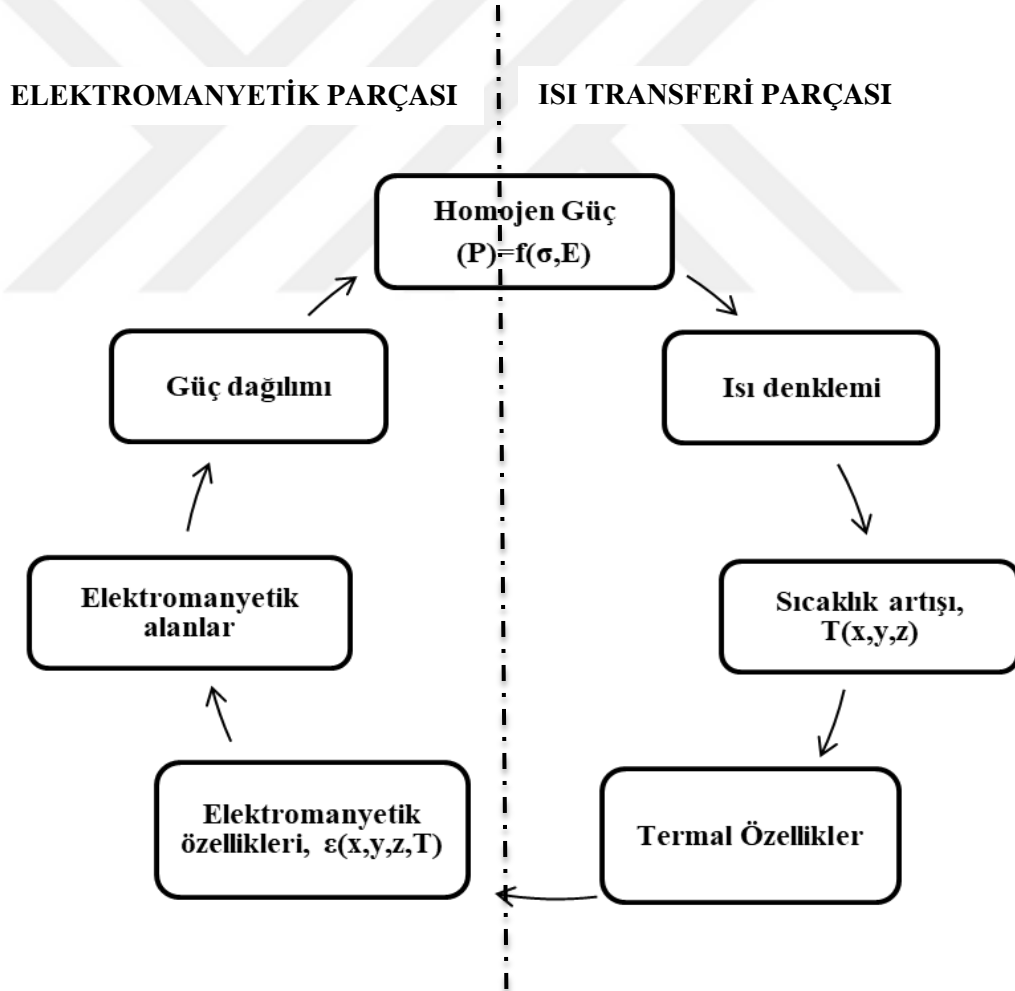 ELEKTROMANYETİK PARÇASI
ISI TRANSFERİ PARÇASI
Homojen Güç
(P)=f(σ,E)
Güç dağılımı
Isı denklemi
Elektromanyetik
alanlar
Sıcaklık artışı,
T(x,y,z)
Elektromanyetik
özellikleri, ε(x,y,z,T)
Termal Özellikler